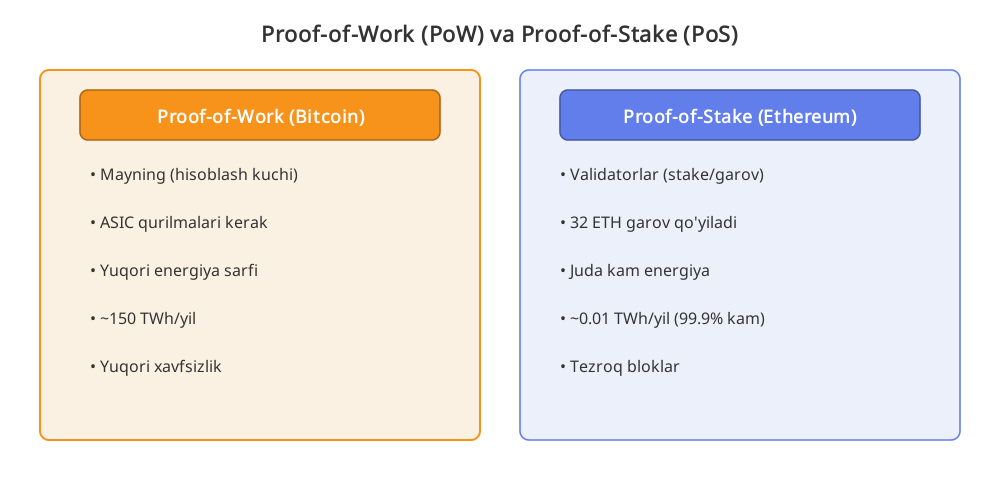 Proof-of-Work (PoW) va Proof-of-Stake (PoS)
Proof-of-Work (Bitcoin)
• Mayning (hisoblash kuchi)
• ASIC qurilmalari kerak
• Yuqori energiya sarfi
• ~150 TWh/yil
• Yuqori xavfsizlik
Proof-of-Stake (Ethereum)
• Validatorlar (stake/garov)
• 32 ETH garov qo'yiladi
• Juda kam energiya
• ~0.01 TWh/yil (99.9% kam)
• Tezroq bloklar